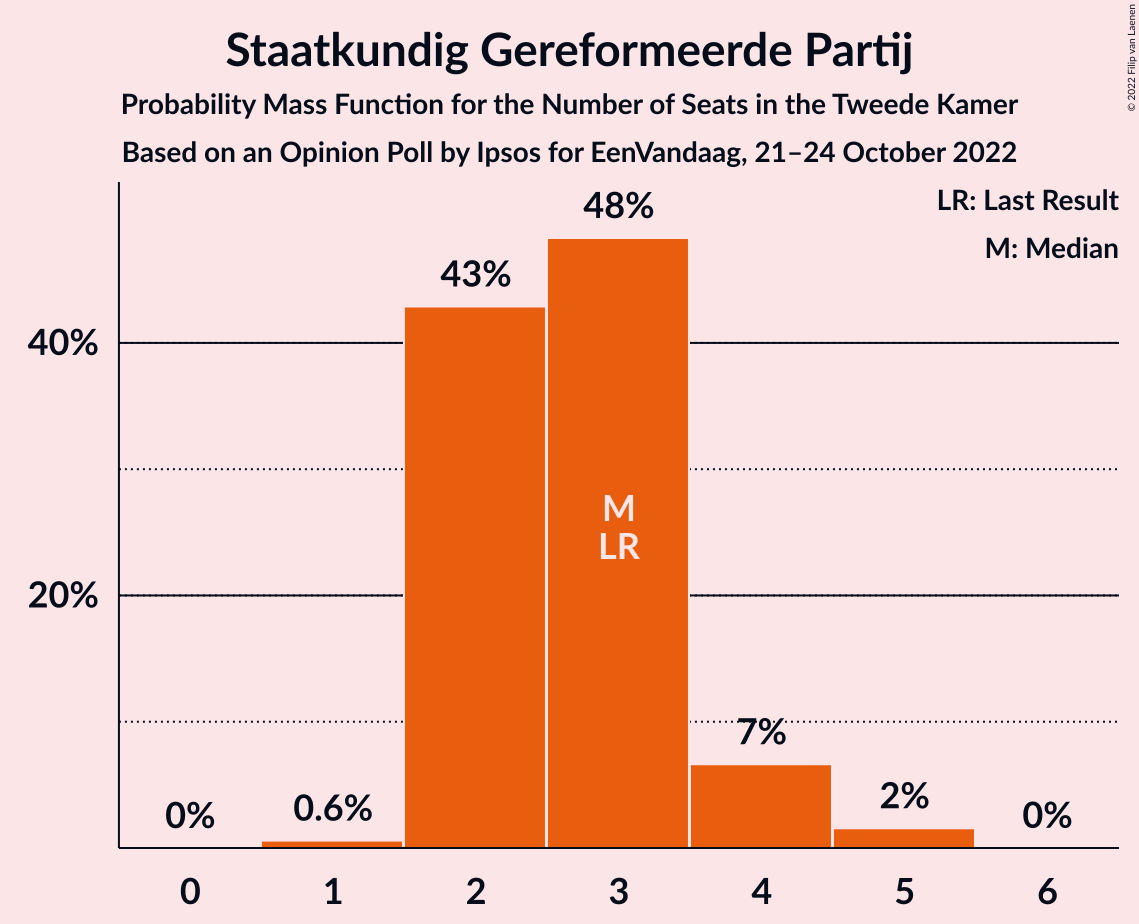 Staatkundig Gereformeerde Partij
Probability Mass Function for the Number of Seats in the Tweede Kamer
Based on an Opinion Poll by Ipsos for EenVandaag, 21–24 October 2022
© 2022 Filip van Laenen
LR: Last Result
M: Median
48%
43%
40%
M
LR
20%
7%
2%
0.6%
0%
0%
0 1 2 3 4 5 6